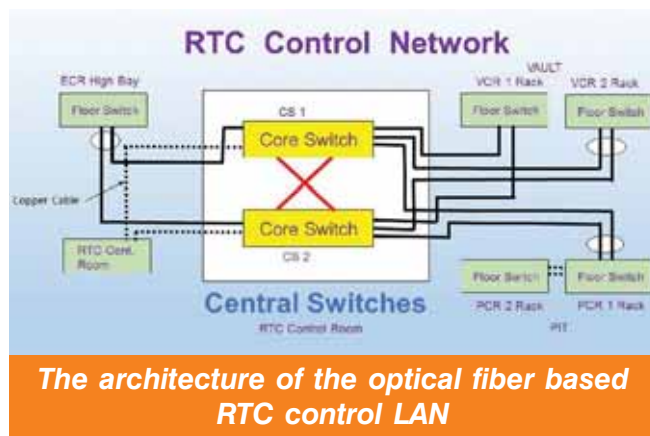 RTC Control Network
ECR High Bay
Floor Switch
CS 1
Core Switch
VAULT
VCR 1 Rack
VCR 2 Rack
Floor Switch
Floor Switch
Copper Cable
RTC Cont.
Room
Core Switch
CS 2
Central Switches
RTC Control Room
Floor Switch
Floor Switch
PCR 2 Rack
PCR 1 Rack
PIT
The architecture of the optical fiber based
RTC control LAN